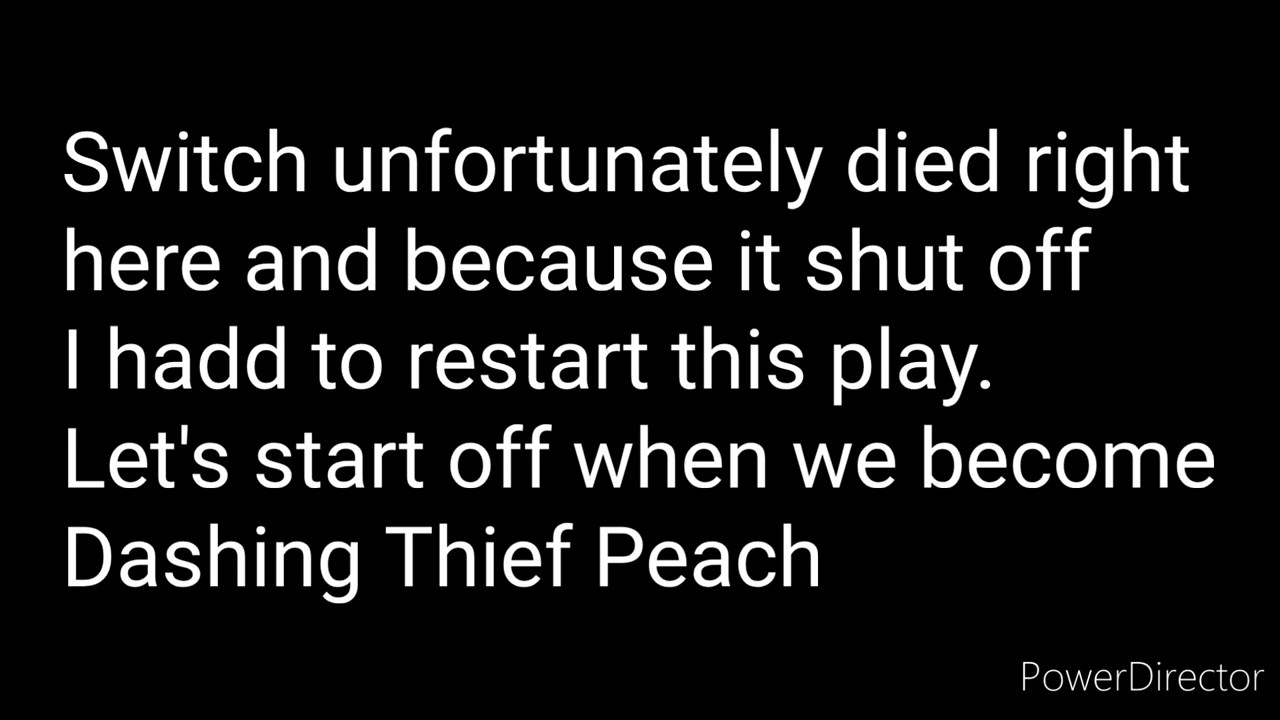 Switch unfortunately died right
here and because it shut off
I hadd to restart this play.
Let's start off when we become
Dashing Thief Peach
PowerDirector